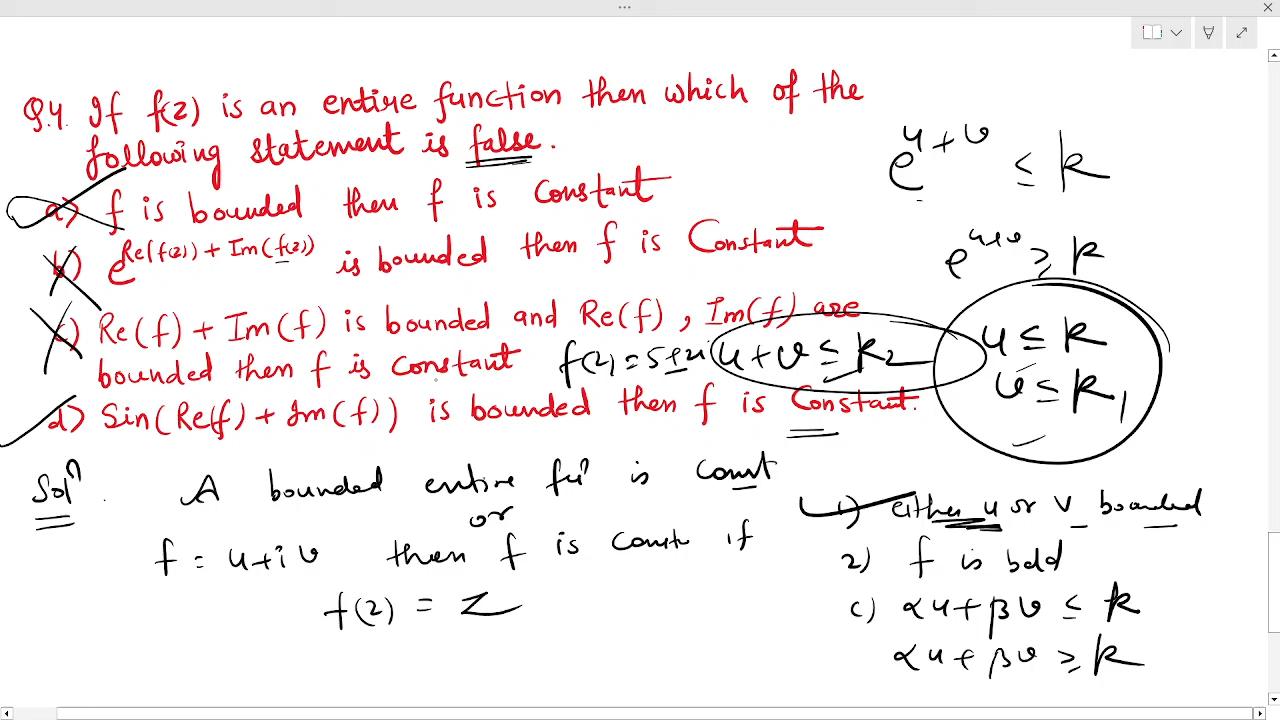 Q.4. If f(z) is an entire function then which of the
following statement is false.
a) f is bounded then f is constant
b) e^{Re(f(z)) + Im(f(z))} is bounded then f is Constant
c) Re(f) + Im(f) is bounded and Re(f), Im(f) are
bounded then f is constant
d) Sin(Re(f) + Im(f)) is bounded then f is Constant.
e^{u+v} ≤ k
e^{u+v} ≥ k
u ≤ k
v ≤ k₁
u+v ≤ k₂
Solⁿ. A bounded entire fuⁿ is const
or
f = u+iv then f is const if
f(z) = z
1) either u or v bounded
2) f is bdd
c) αu + βv ≤ k
αu + βv ≥ k